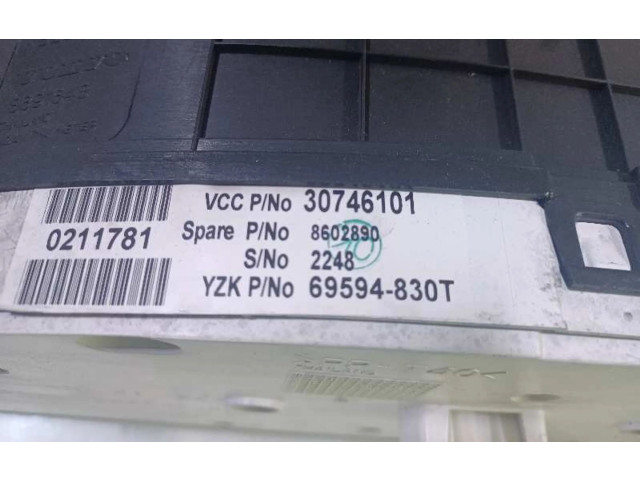 VCC P/No 30746101
0211781
Spare P/No 8602890
S/No 2248
YZK P/No 69594-830T